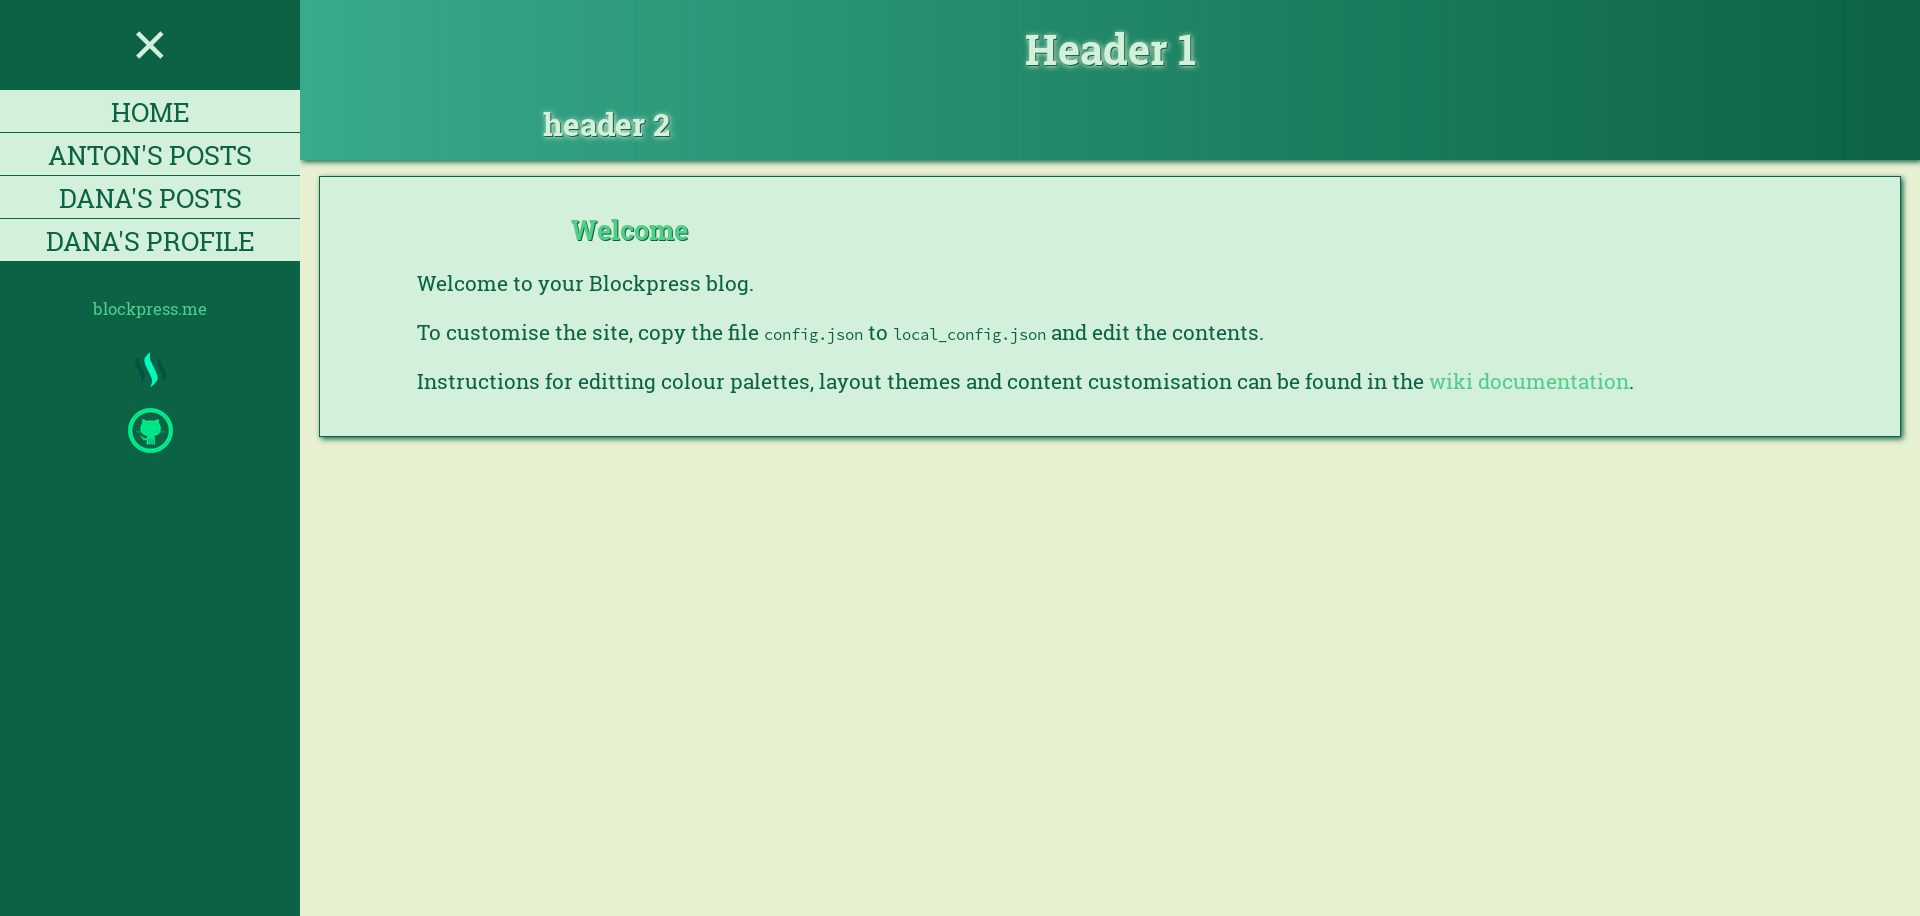 HOME
ANTON'S POSTS
DANA'S POSTS
DANA'S PROFILE
blockpress.me
Header 1
header 2
Welcome
Welcome to your Blockpress blog.
To customise the site, copy the file config.json to local_config.json and edit the contents.
Instructions for editting colour palettes, layout themes and content customisation can be found in the wiki documentation.